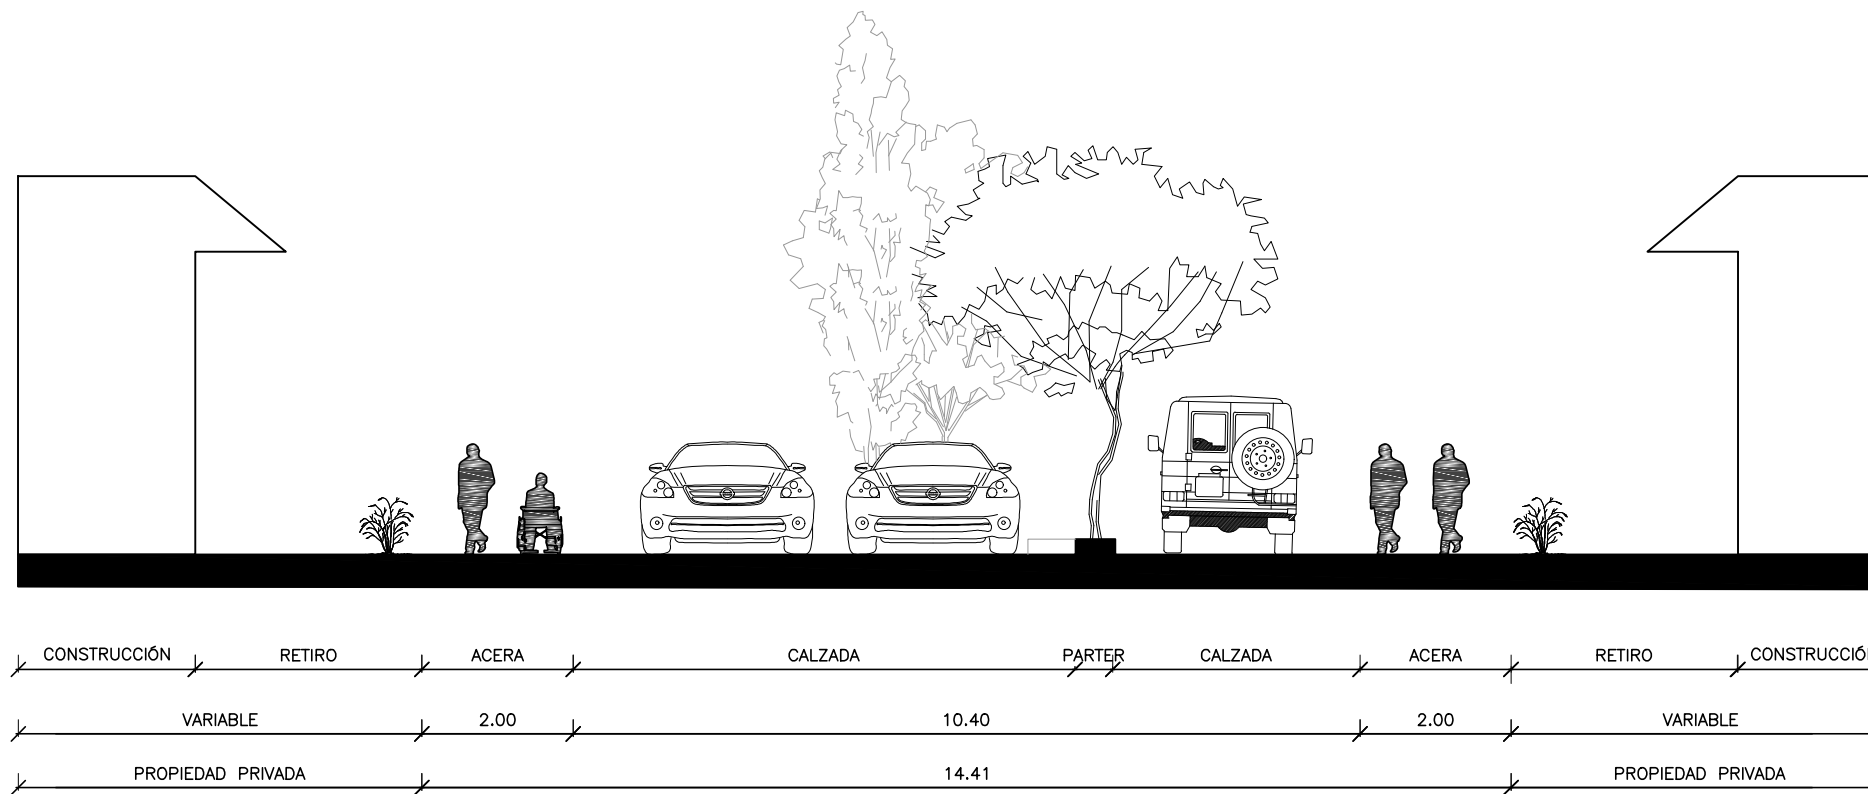 CONSTRUCCIÓN RETIRO ACERA CALZADA PARTER CALZADA ACERA RETIRO CONSTRUCCIÓN
VARIABLE 2.00 10.40 2.00 VARIABLE
PROPIEDAD PRIVADA 14.41 PROPIEDAD PRIVADA